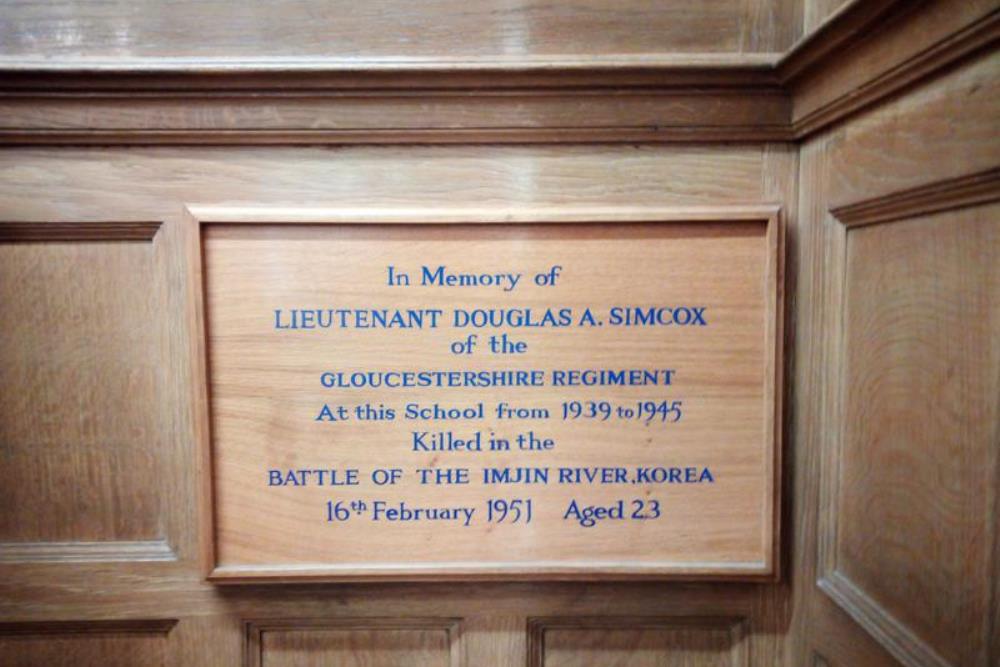 In Memory of
LIEUTENANT DOUGLAS A. SIMCOX
of the
GLOUCESTERSHIRE REGIMENT
At this School from 1939 to 1945
Killed in the
BATTLE OF THE IMJIN RIVER, KOREA
16th February 1951 Aged 23